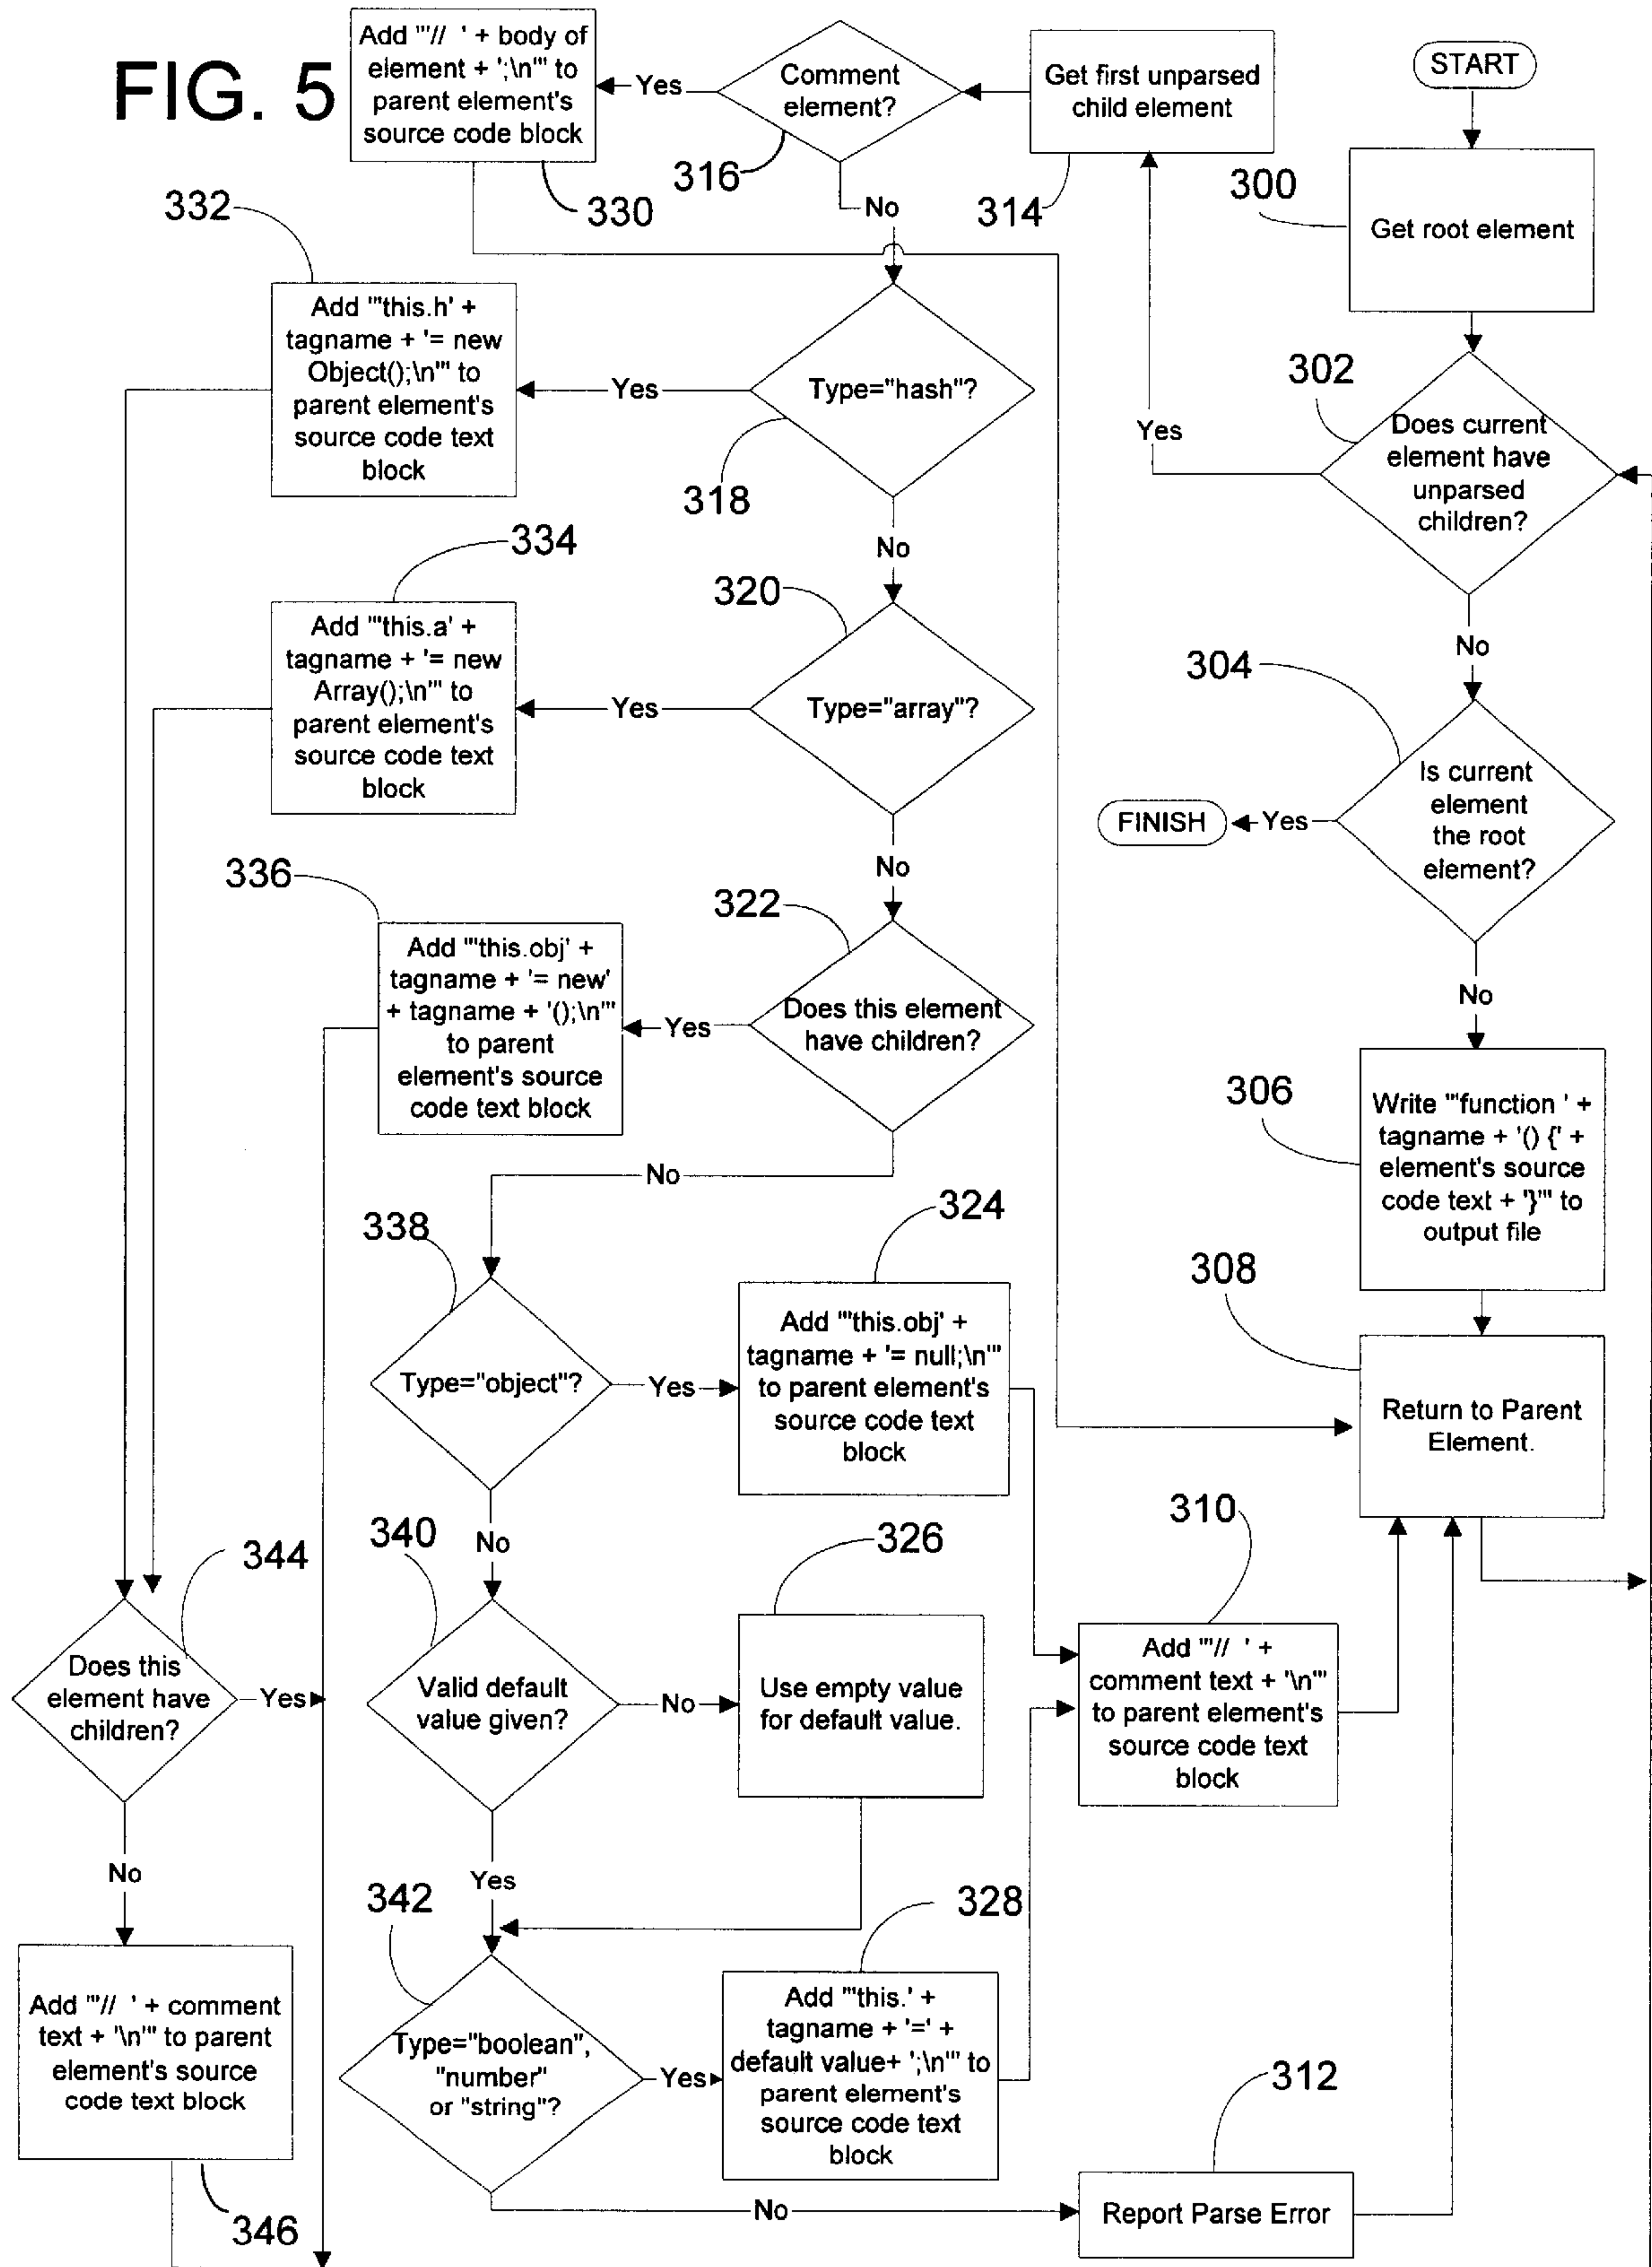 FIG. 5
Add "'// ' + body of
element + ';\n'" to
parent element's
source code block
330
Yes
Comment
element?
316
No
Get first unparsed
child element
314
START
300
Get root element
302
Does current
element have
unparsed
children?
Yes
No
304
Is current
element
the root
element?
Yes
FINISH
No
306
Write "'function ' +
tagname + '() {' +
element's source
code text + '}'" to
output file
308
Return to Parent
Element.
332
Add "'this.h' +
tagname + '= new
Object();\n'" to
parent element's
source code text
block
Yes
Type="hash"?
318
No
334
Add "'this.a' +
tagname + '= new
Array();\n'" to
parent element's
source code text
block
Yes
320
Type="array"?
No
336
Add "'this.obj' +
tagname + '= new'
+ tagname + '();\n'"
to parent
element's source
code text block
Yes
322
Does this element
have children?
No
338
Type="object"?
Yes
324
Add "'this.obj' +
tagname + '= null;\n'"
to parent element's
source code text
block
No
340
Valid default
value given?
No
326
Use empty value
for default value.
310
Add "'// ' +
comment text + '\n'"
to parent element's
source code text
block
Yes
342
Type="boolean",
"number"
or "string"?
Yes
328
Add "'this.' +
tagname + '=' +
default value+ ';\n'" to
parent element's
source code text
block
No
312
Report Parse Error
344
Does this
element have
children?
Yes
No
Add "'// ' + comment
text + '\n'" to parent
element's source
code text block
346